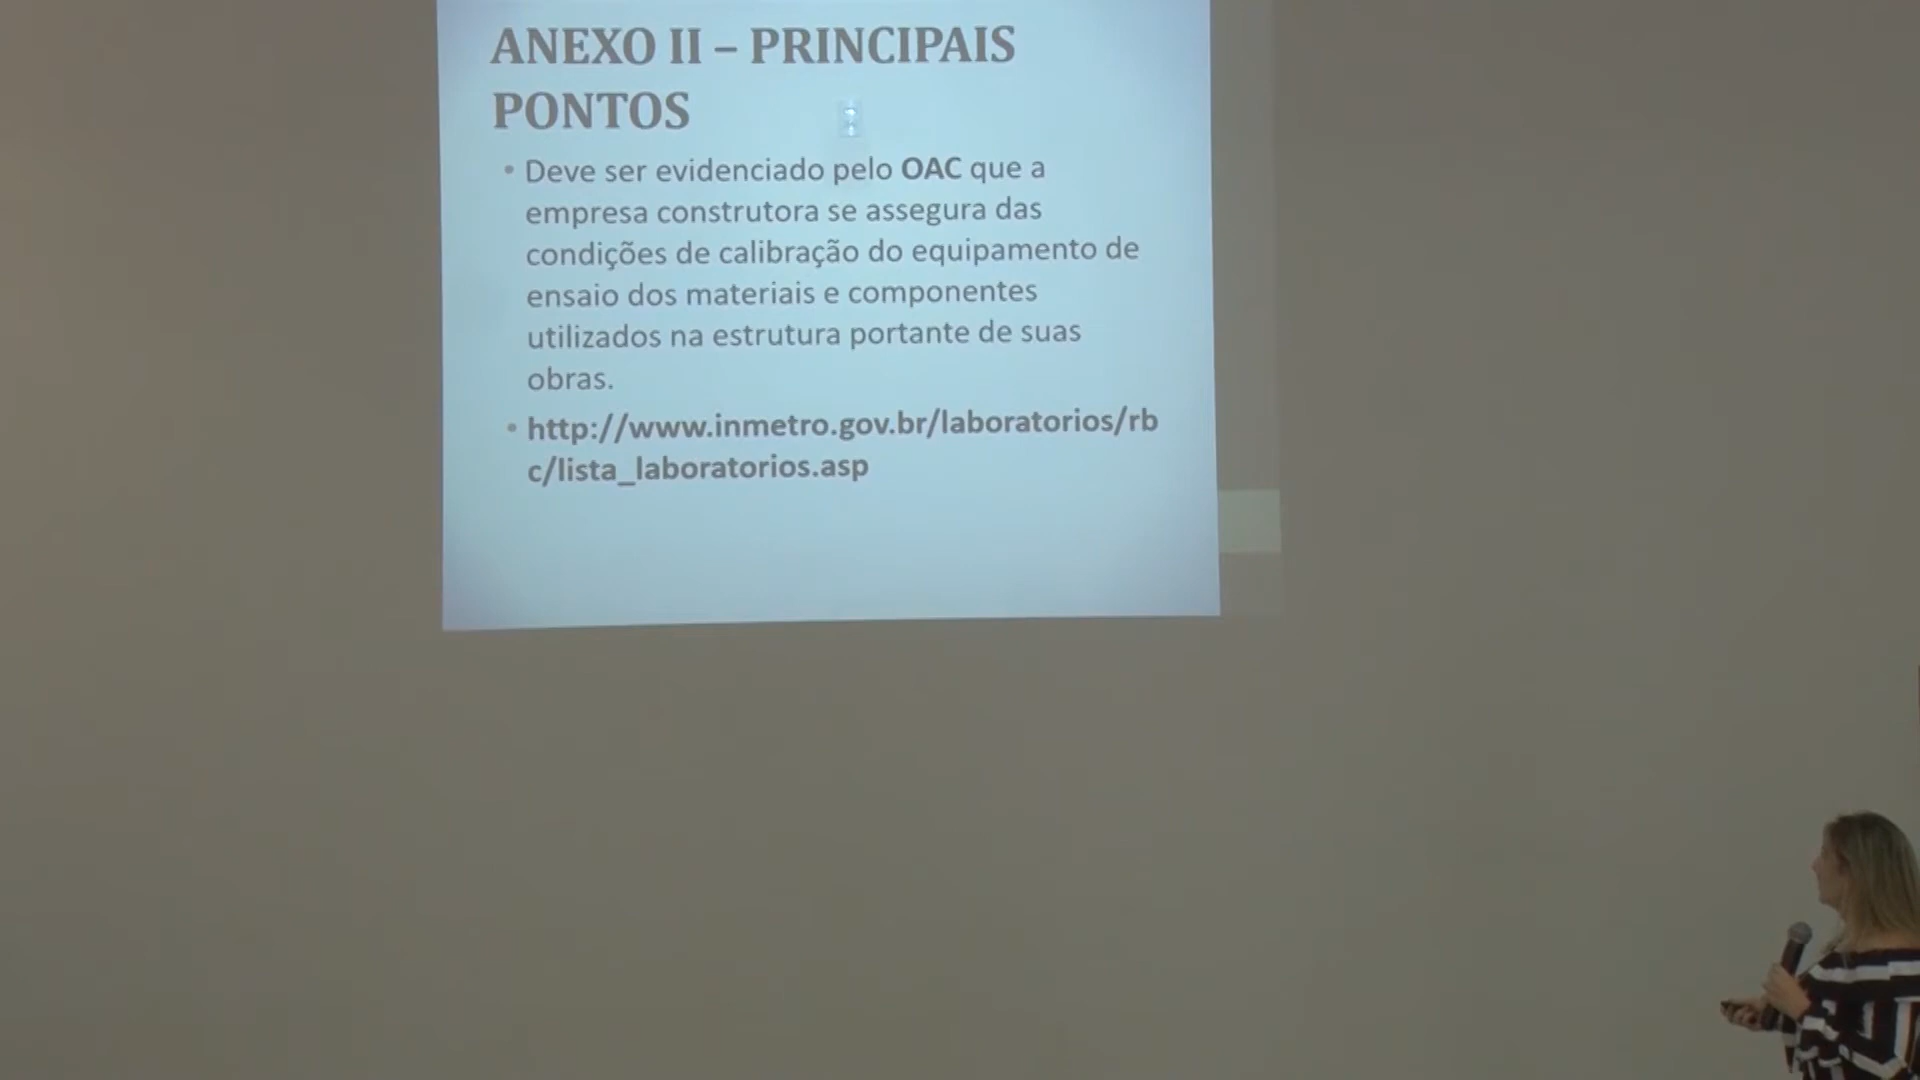 ANEXO II – PRINCIPAIS
PONTOS
• Deve ser evidenciado pelo OAC que a
empresa construtora se assegura das
condições de calibração do equipamento de
ensaio dos materiais e componentes
utilizados na estrutura portante de suas
obras.
• http://www.inmetro.gov.br/laboratorios/rb
c/lista_laboratorios.asp